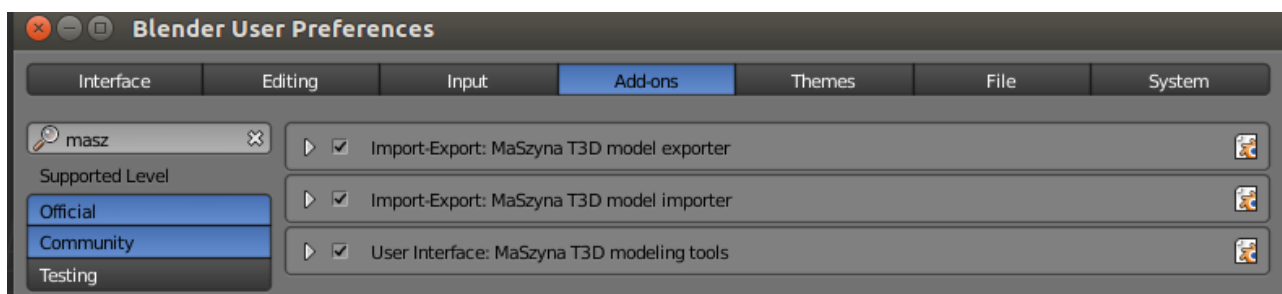 Blender User Preferences
Interface Editing Input Add-ons Themes File System
masz
Supported Level
Official
Community
Testing
Import-Export: MaSzyna T3D model exporter
Import-Export: MaSzyna T3D model importer
User Interface: MaSzyna T3D modeling tools